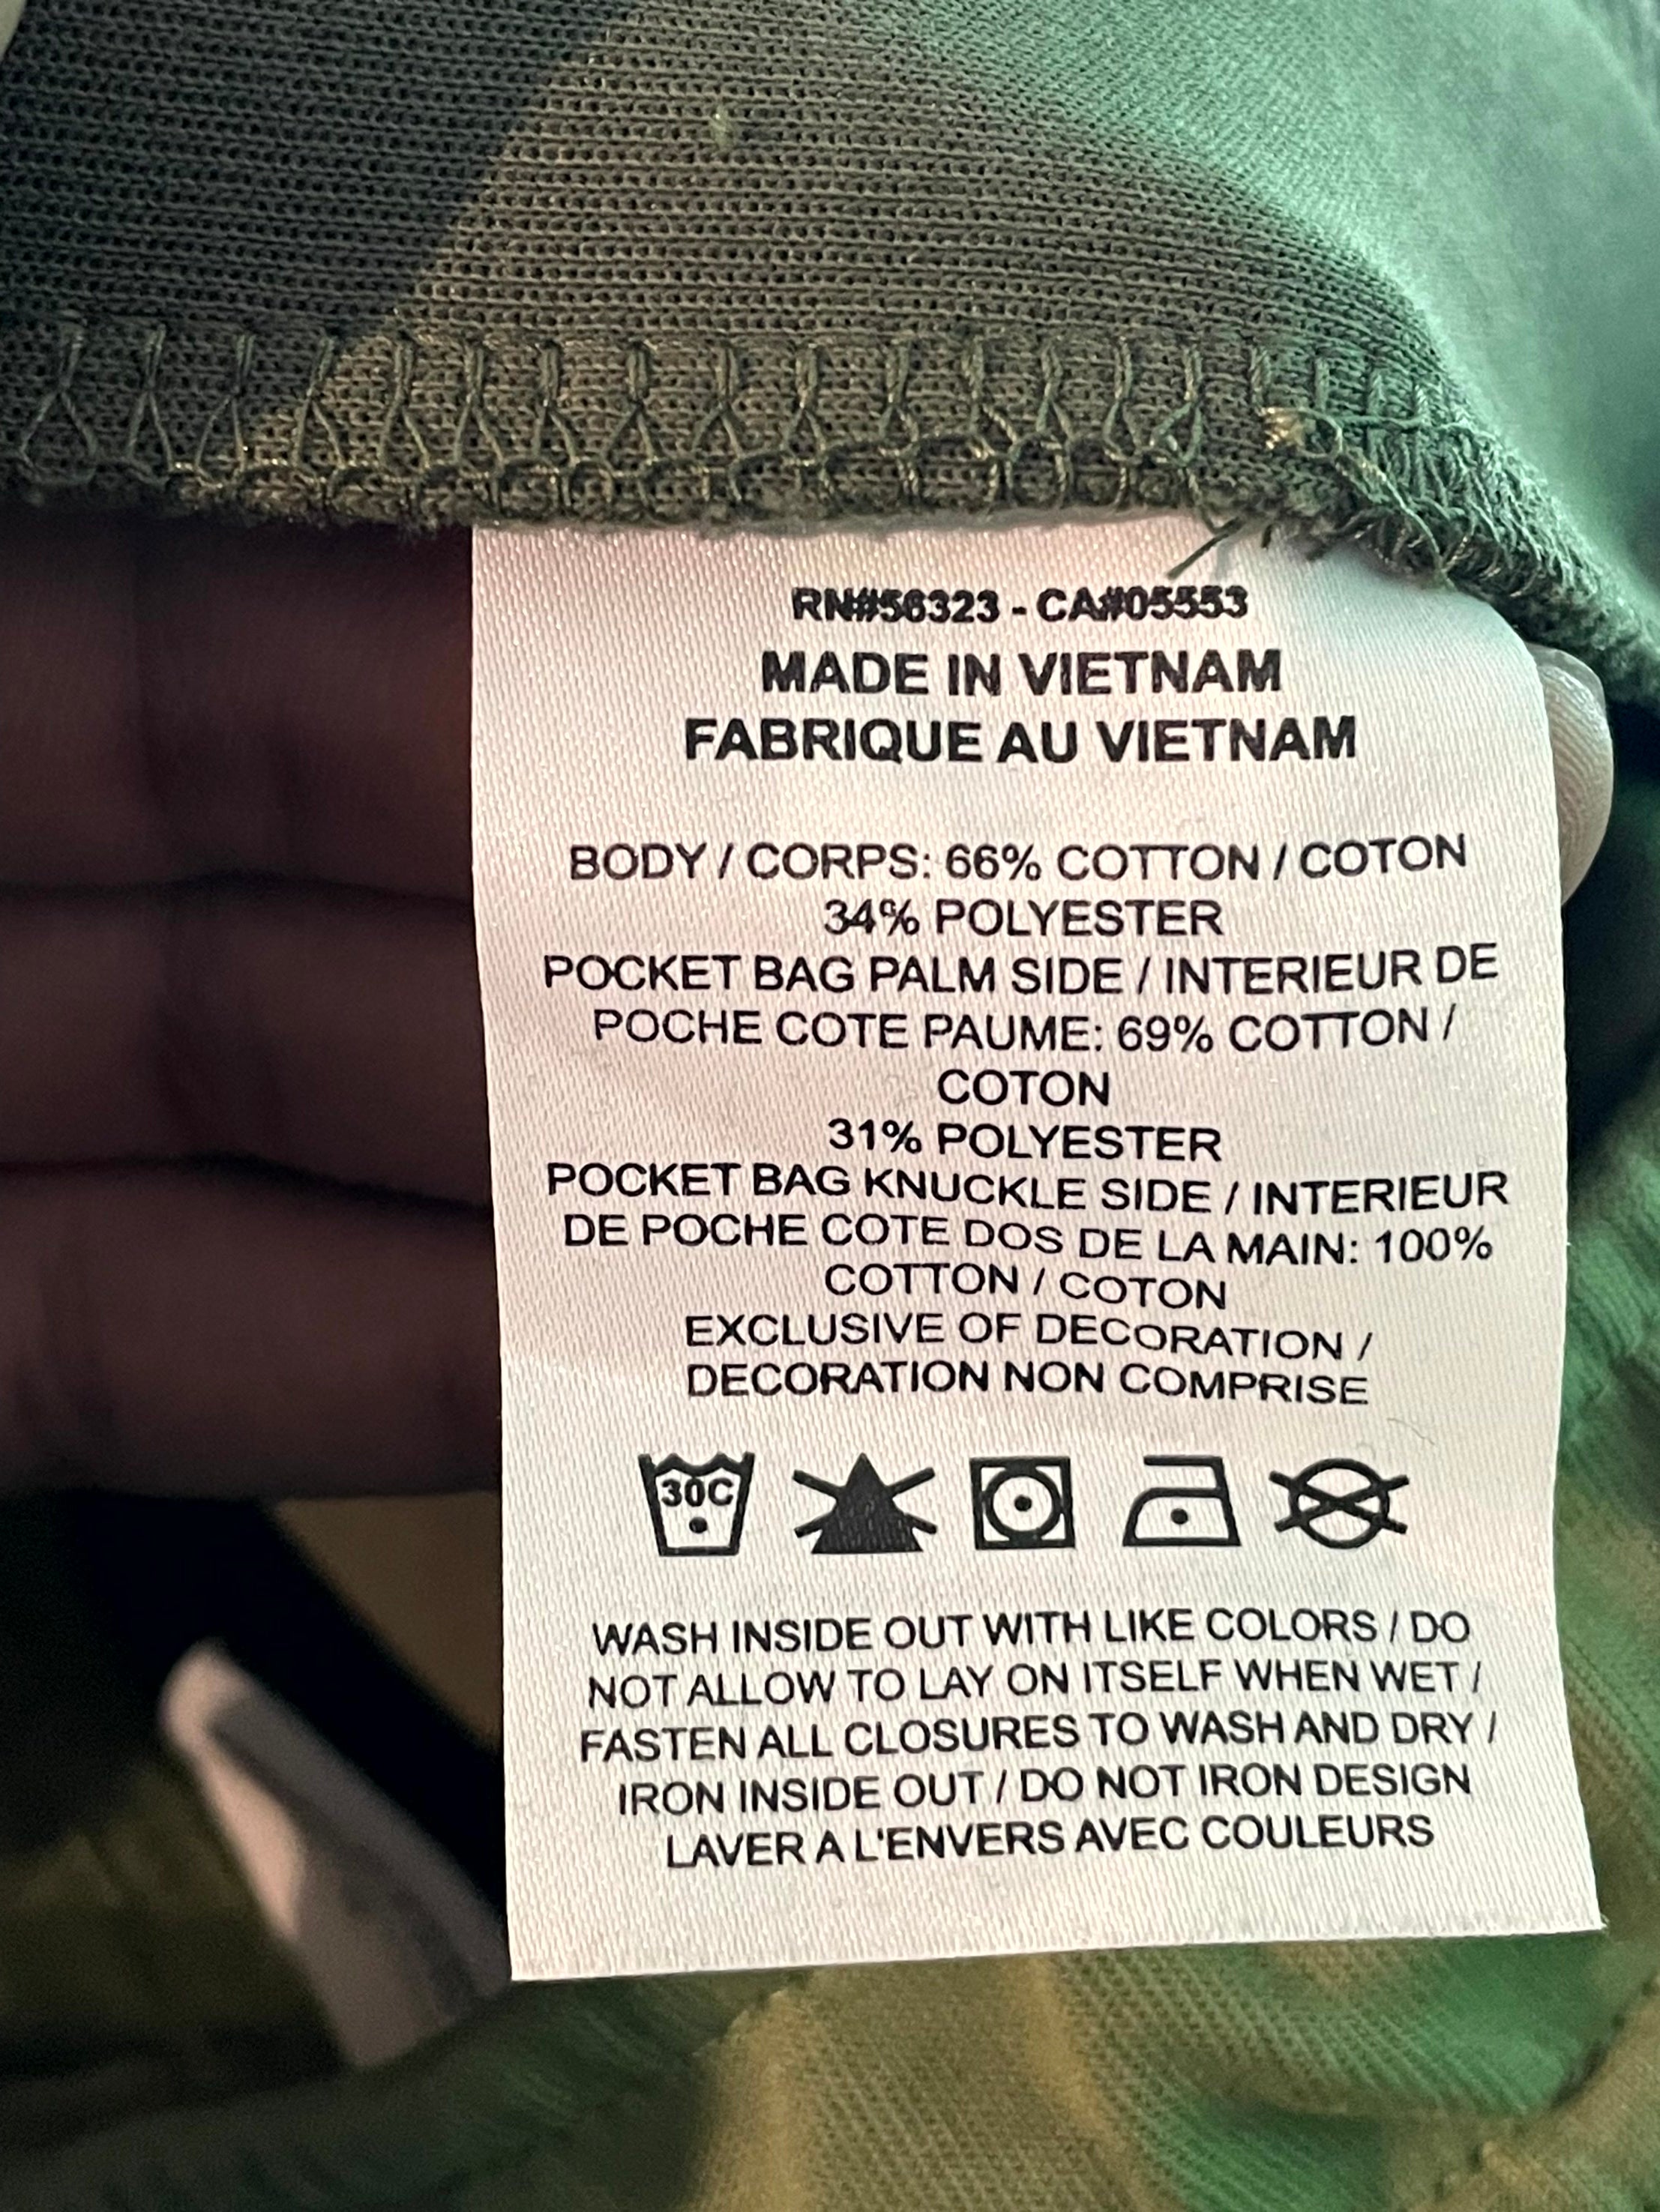 RN#56323 - CA#05553
MADE IN VIETNAM
FABRIQUE AU VIETNAM
BODY / CORPS: 66% COTTON / COTON
34% POLYESTER
POCKET BAG PALM SIDE / INTERIEUR DE
POCHE COTE PAUME: 69% COTTON /
COTON
31% POLYESTER
POCKET BAG KNUCKLE SIDE / INTERIEUR
DE POCHE COTE DOS DE LA MAIN: 100%
COTTON / COTON
EXCLUSIVE OF DECORATION /
DECORATION NON COMPRISE
30C
WASH INSIDE OUT WITH LIKE COLORS / DO
NOT ALLOW TO LAY ON ITSELF WHEN WET /
FASTEN ALL CLOSURES TO WASH AND DRY /
IRON INSIDE OUT / DO NOT IRON DESIGN
LAVER A L'ENVERS AVEC COULEURS